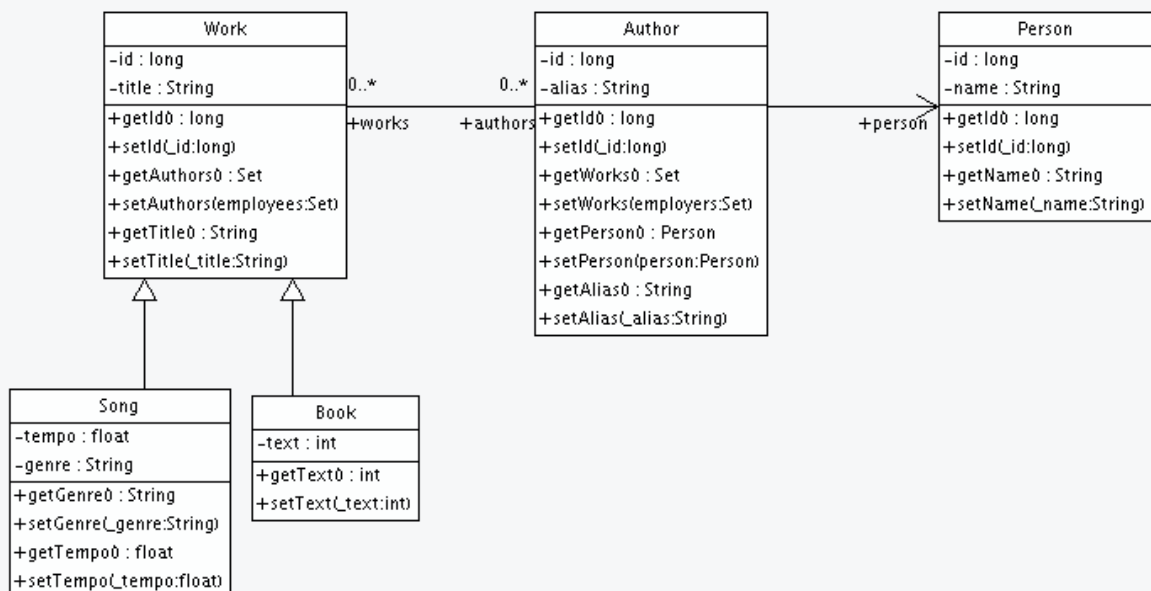 Work
-id : long
-title : String
+getId() : long
+setId(_id:long)
+getAuthors() : Set
+setAuthors(employees:Set)
+getTitle() : String
+setTitle(_title:String)
0..*
+works
0..*
+authors
Author
-id : long
-alias : String
+getId() : long
+setId(_id:long)
+getWorks() : Set
+setWorks(employers:Set)
+getPerson() : Person
+setPerson(person:Person)
+getAlias() : String
+setAlias(_alias:String)
+person
Person
-id : long
-name : String
+getId() : long
+setId(_id:long)
+getName() : String
+setName(_name:String)
Song
-tempo : float
-genre : String
+getGenre() : String
+setGenre(_genre:String)
+getTempo() : float
+setTempo(_tempo:float)
Book
-text : int
+getText() : int
+setText(_text:int)